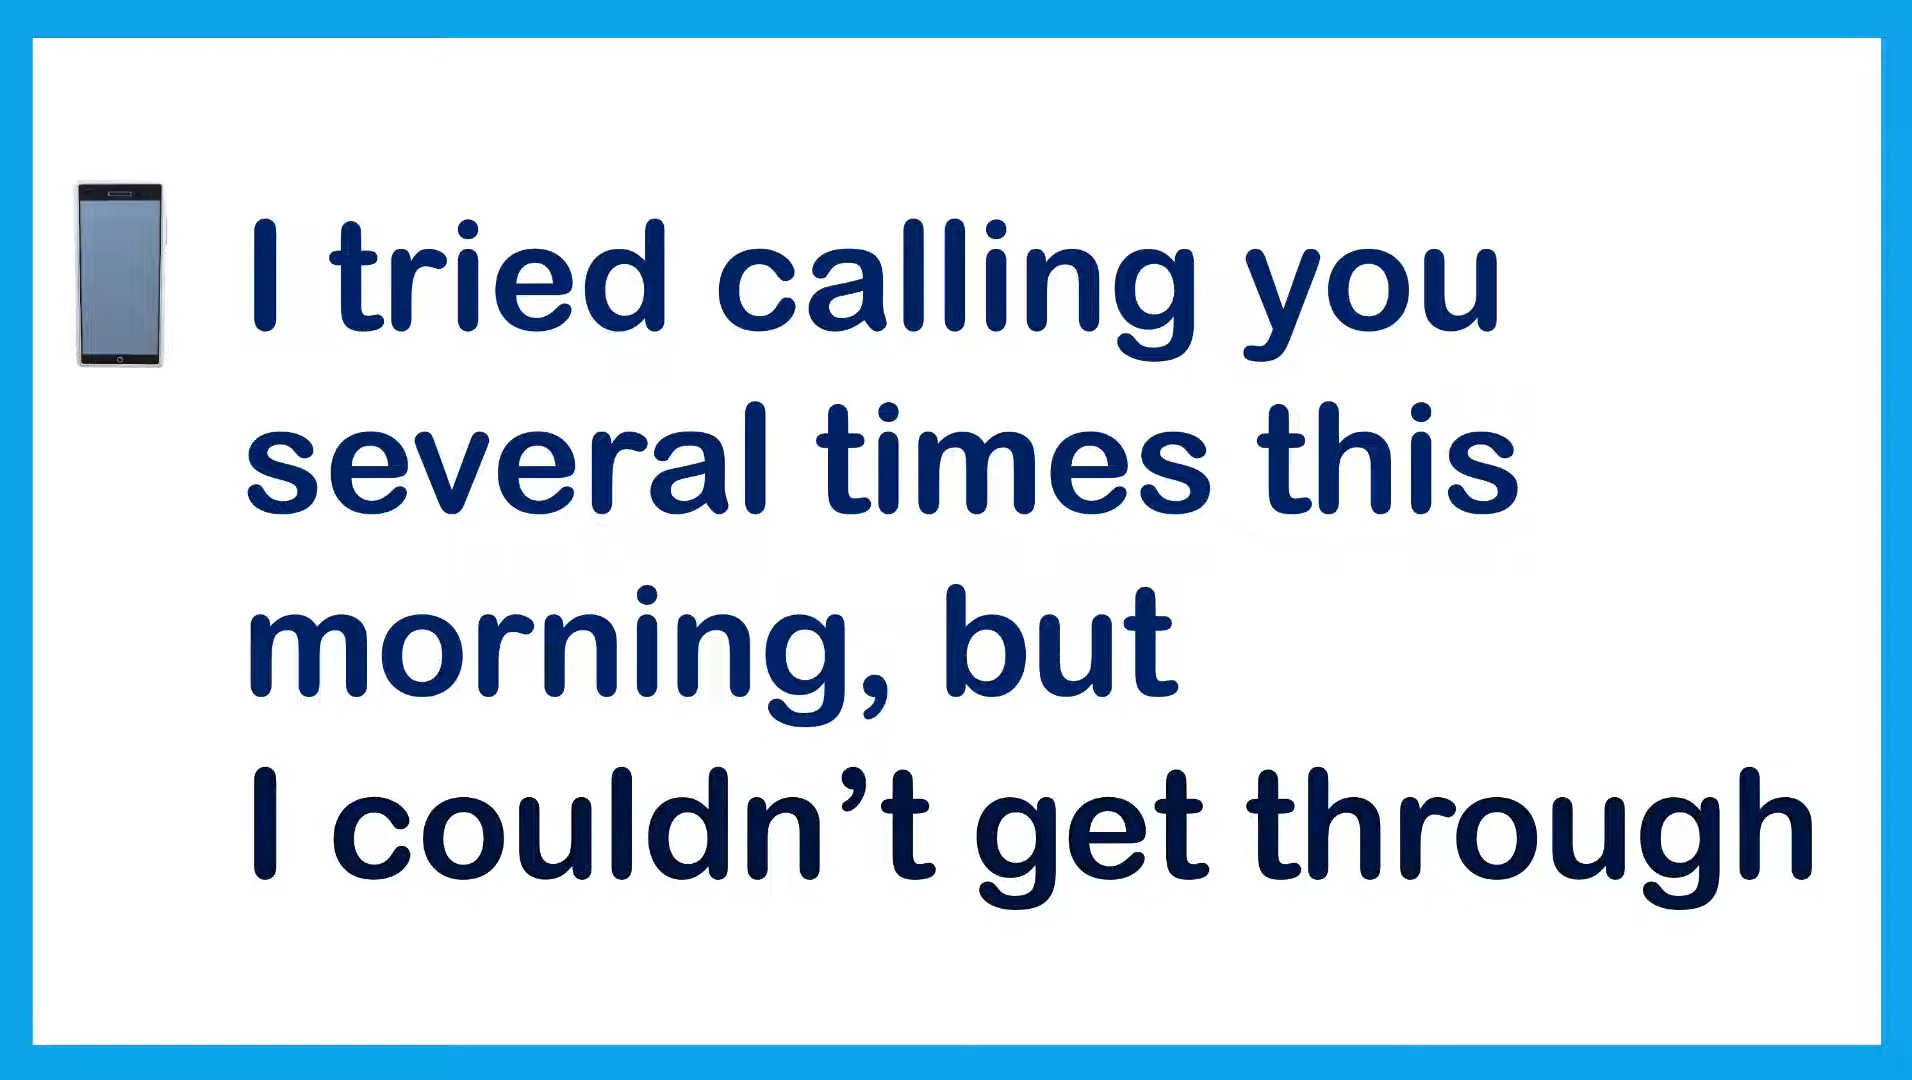 I tried calling you
several times this
morning, but
I couldn’t get through